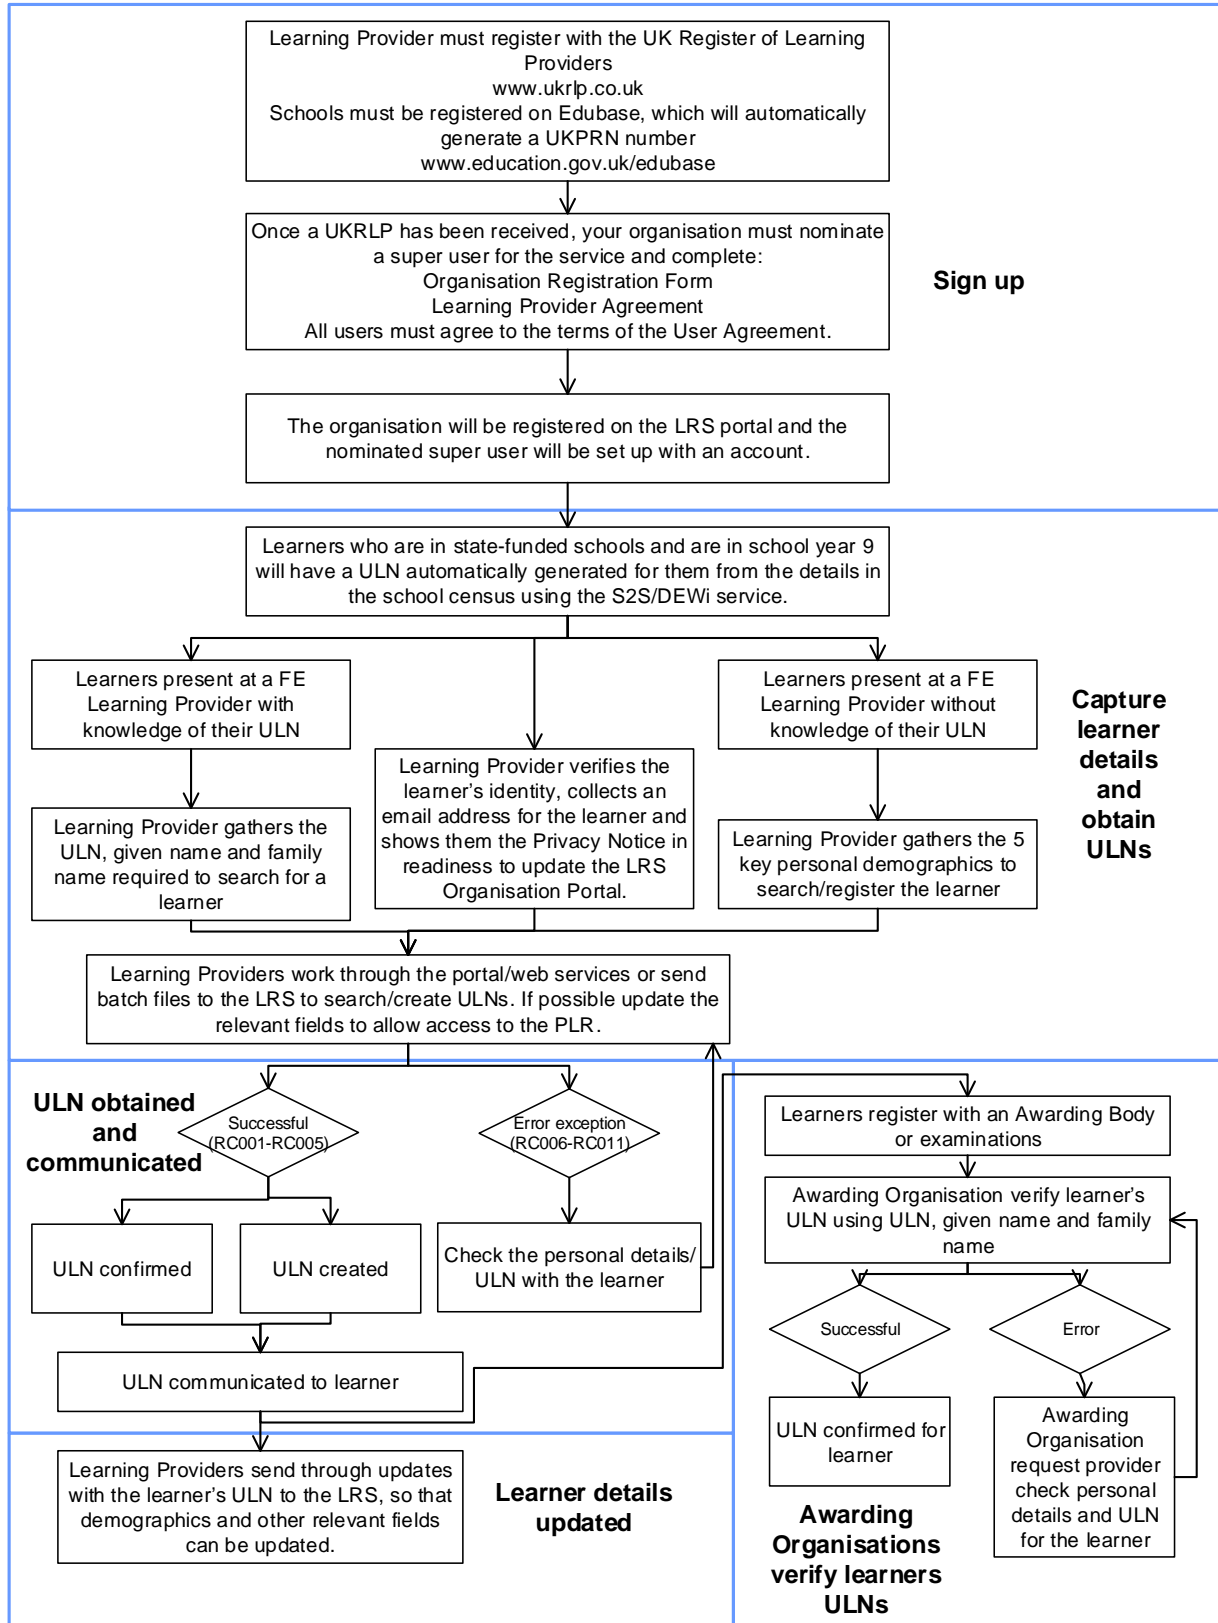 Learning Provider must register with the UK Register of Learning
Providers
www.ukrlp.co.uk
Schools must be registered on Edubase, which will automatically
generate a UKPRN number
www.education.gov.uk/edubase
Once a UKRLP has been received, your organisation must nominate
a super user for the service and complete:
Organisation Registration Form
Learning Provider Agreement
All users must agree to the terms of the User Agreement.
Sign up
The organisation will be registered on the LRS portal and the
nominated super user will be set up with an account.
Learners who are in state-funded schools and are in school year 9
will have a ULN automatically generated for them from the details in
the school census using the S2S/DEWi service.
Learners present at a FE
Learning Provider with
knowledge of their ULN
Learners present at a FE
Learning Provider without
knowledge of their ULN
Capture
learner
details
and
obtain
ULNs
Learning Provider gathers the
ULN, given name and family
name required to search for a
learner
Learning Provider verifies the
learner’s identity, collects an
email address for the learner and
shows them the Privacy Notice in
readiness to update the LRS
Organisation Portal.
Learning Provider gathers the 5
key personal demographics to
search/register the learner
Learning Providers work through the portal/web services or send
batch files to the LRS to search/create ULNs. If possible update the
relevant fields to allow access to the PLR.
ULN obtained
and
communicated
Successful
(RC001-RC005)
Error exception
(RC006-RC011)
ULN confirmed
ULN created
Check the personal details/
ULN with the learner
ULN communicated to learner
Learners register with an Awarding Body
or examinations
Awarding Organisation verify learner’s
ULN using ULN, given name and family
name
Successful
Error
ULN confirmed for
learner
Awarding
Organisation
request provider
check personal
details and ULN
for the learner
Awarding
Organisations
verify learners
ULNs
Learning Providers send through updates
with the learner’s ULN to the LRS, so that
demographics and other relevant fields
can be updated.
Learner details
updated